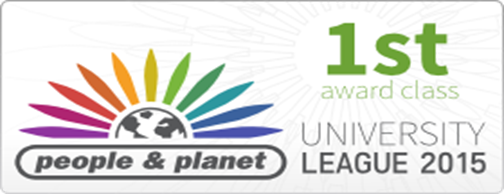 1st
award class
people & planet
UNIVERSITY
LEAGUE 2015